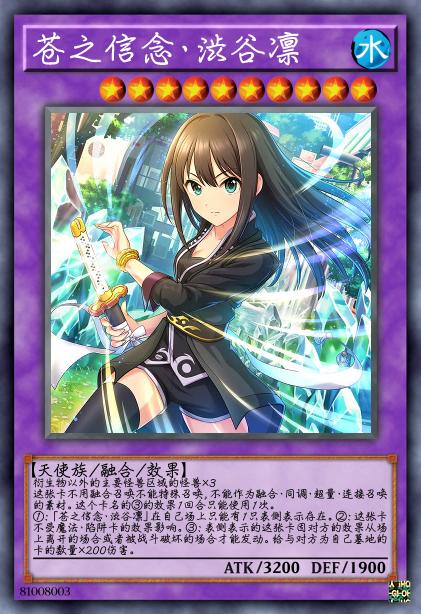 苍之信念·渋谷凛
水
【天使族/融合/效果】
衍生物以外的主要怪兽区域的怪兽×3
这张卡不用融合召唤不能特殊召唤,不能作为融合·同调·超量·连接召唤
的素材。这个卡名的③的效果1回合只能使用1次。
①:「苍之信念·渋谷凛」在自己场上只能有1只表侧表示存在。②:这张卡
不受魔法·陷阱卡的效果影响。③:表侧表示的这张卡因对方的效果从场
上离开的场合或者被战斗破坏的场合才能发动。给与对方为自己墓地的
卡的数量×200伤害。
ATK/3200 DEF/1900
81008003